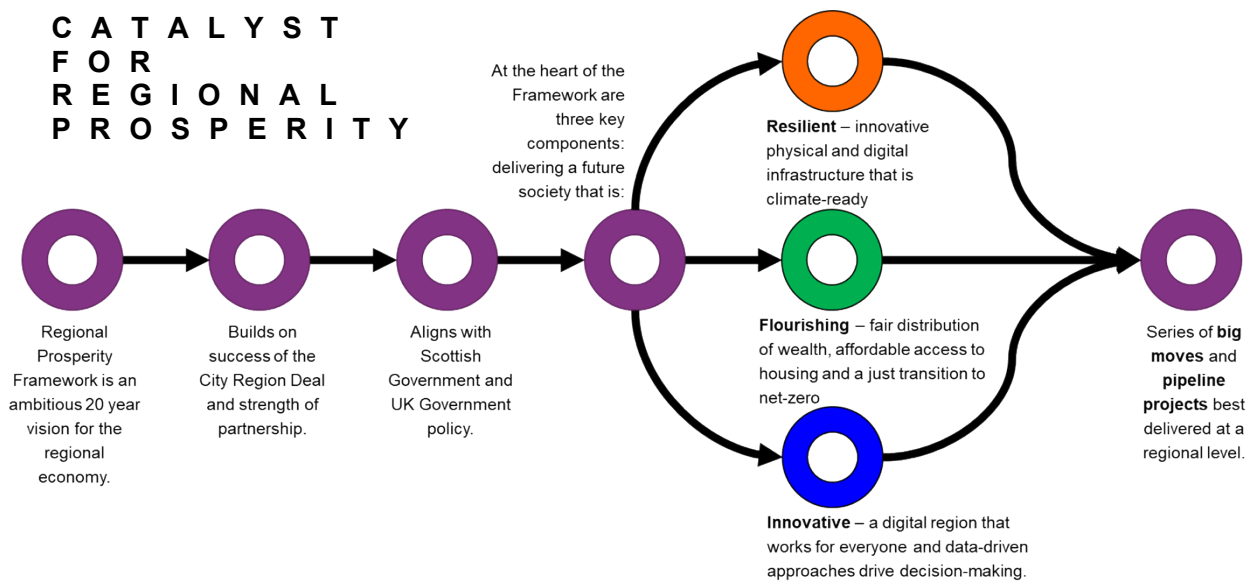 CATALYST
FOR
REGIONAL
PROSPERITY
Regional
Prosperity
Framework is an
ambitious 20 year
vision for the
regional
economy.
Builds on
success of the
City Region Deal
and strength of
partnership.
Aligns with
Scottish
Government and
UK Government
policy.
At the heart of the
Framework are
three key
components:
delivering a future
society that is:
Resilient – innovative
physical and digital
infrastructure that is
climate-ready
Flourishing – fair distribution
of wealth, affordable access to
housing and a just transition to
net-zero
Innovative – a digital region that
works for everyone and data-driven
approaches drive decision-making.
Series of big
moves and
pipeline
projects best
delivered at a
regional level.